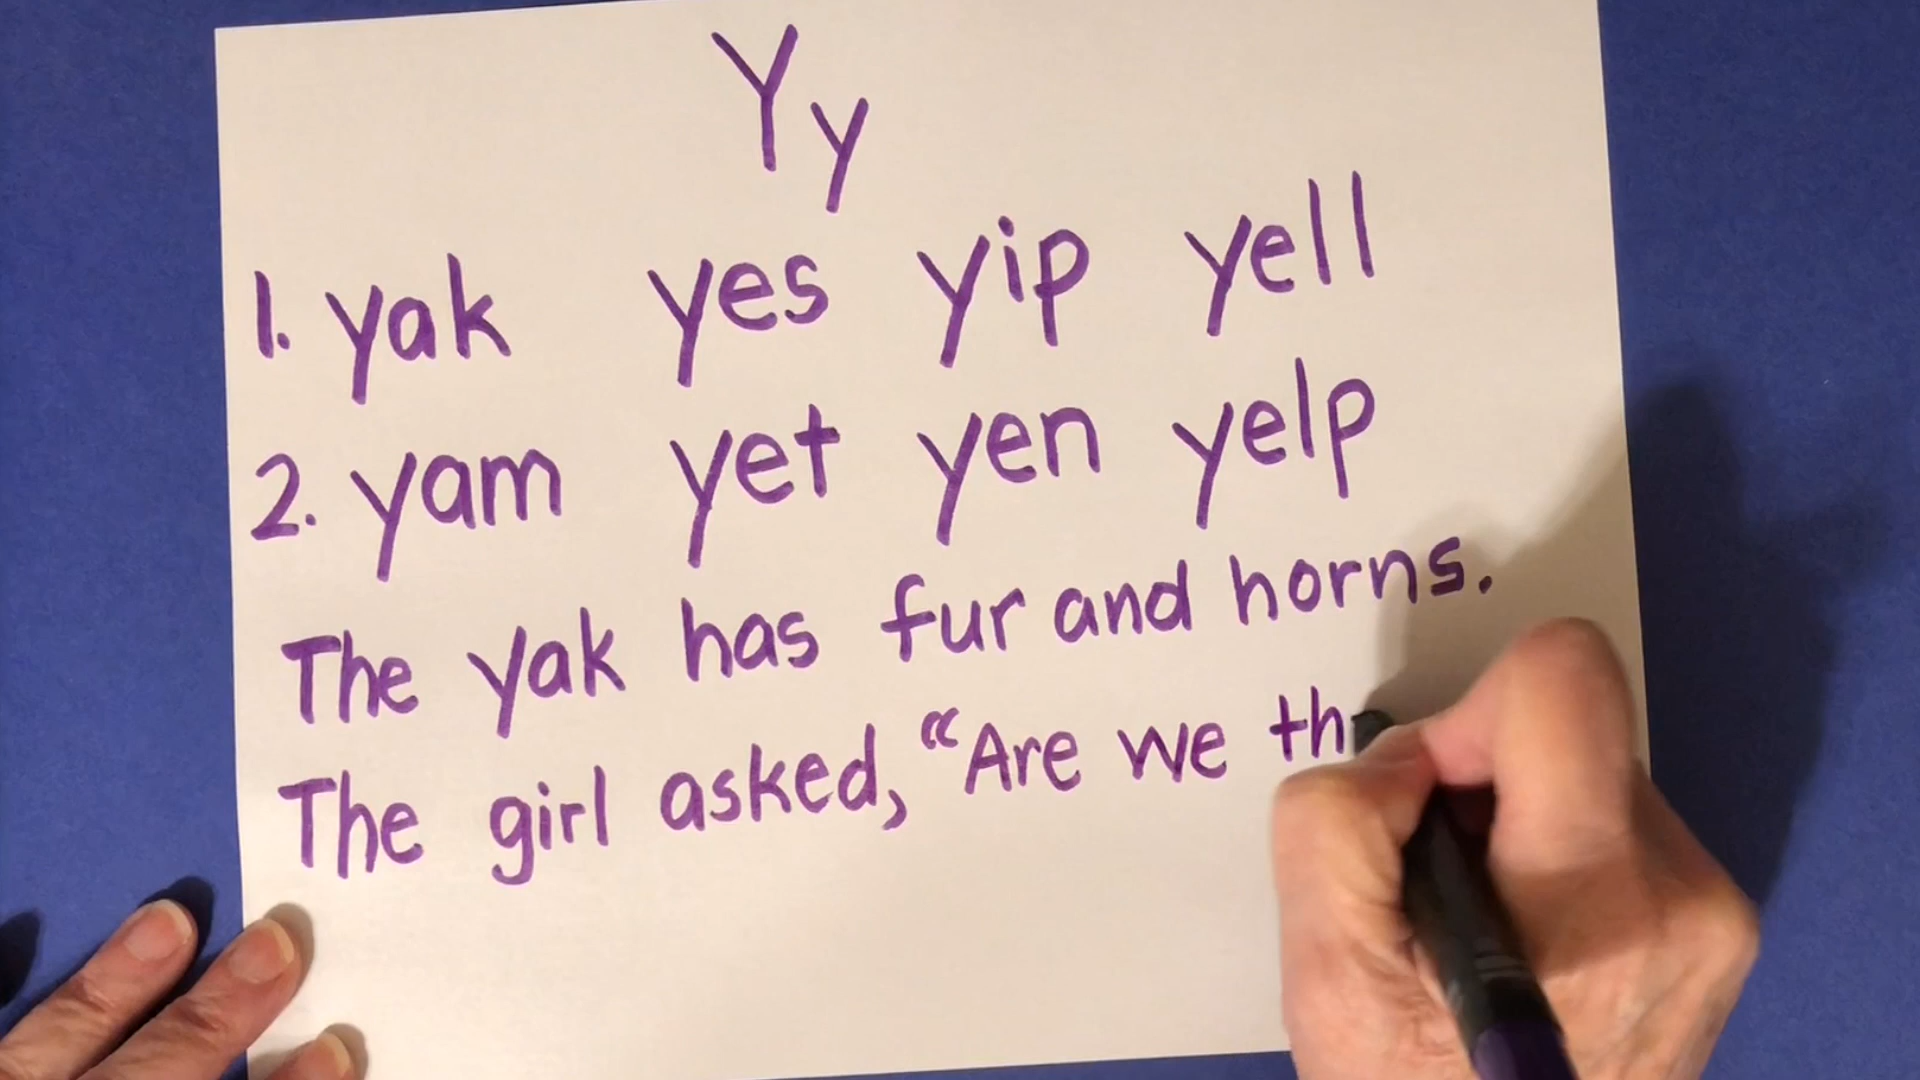 Yy
1. yak yes yip yell
2. yam yet yen yelp
The yak has fur and horns.
The girl asked, “Are we th